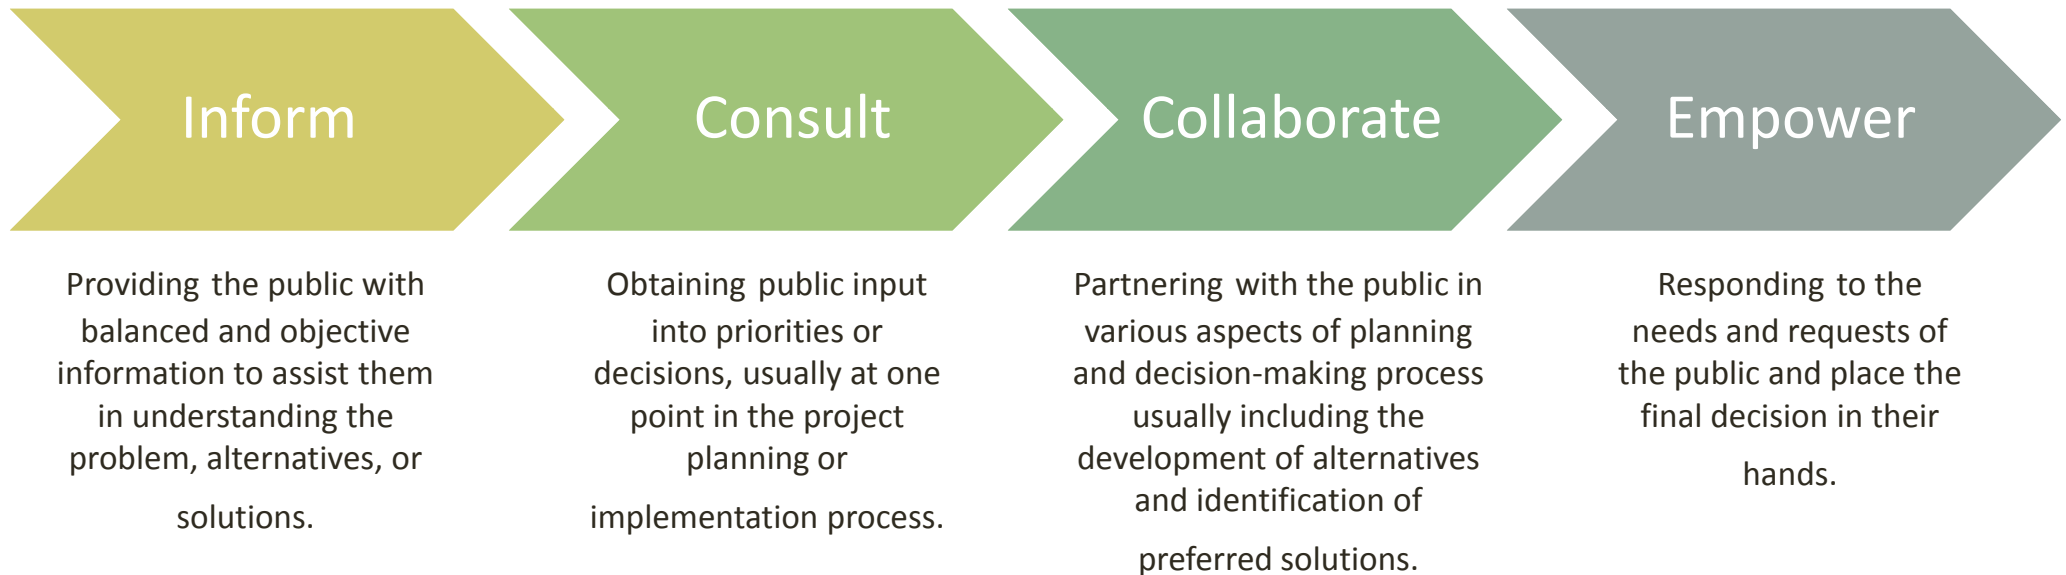 Inform
Providing the public with
balanced and objective
information to assist them
in understanding the
problem, alternatives, or
solutions.
Consult
Obtaining public input
into priorities or
decisions, usually at one
point in the project
planning or
implementation process.
Collaborate
Partnering with the public in
various aspects of planning
and decision-making process
usually including the
development of alternatives
and identification of
preferred solutions.
Empower
Responding to the
needs and requests of
the public and place the
final decision in their
hands.